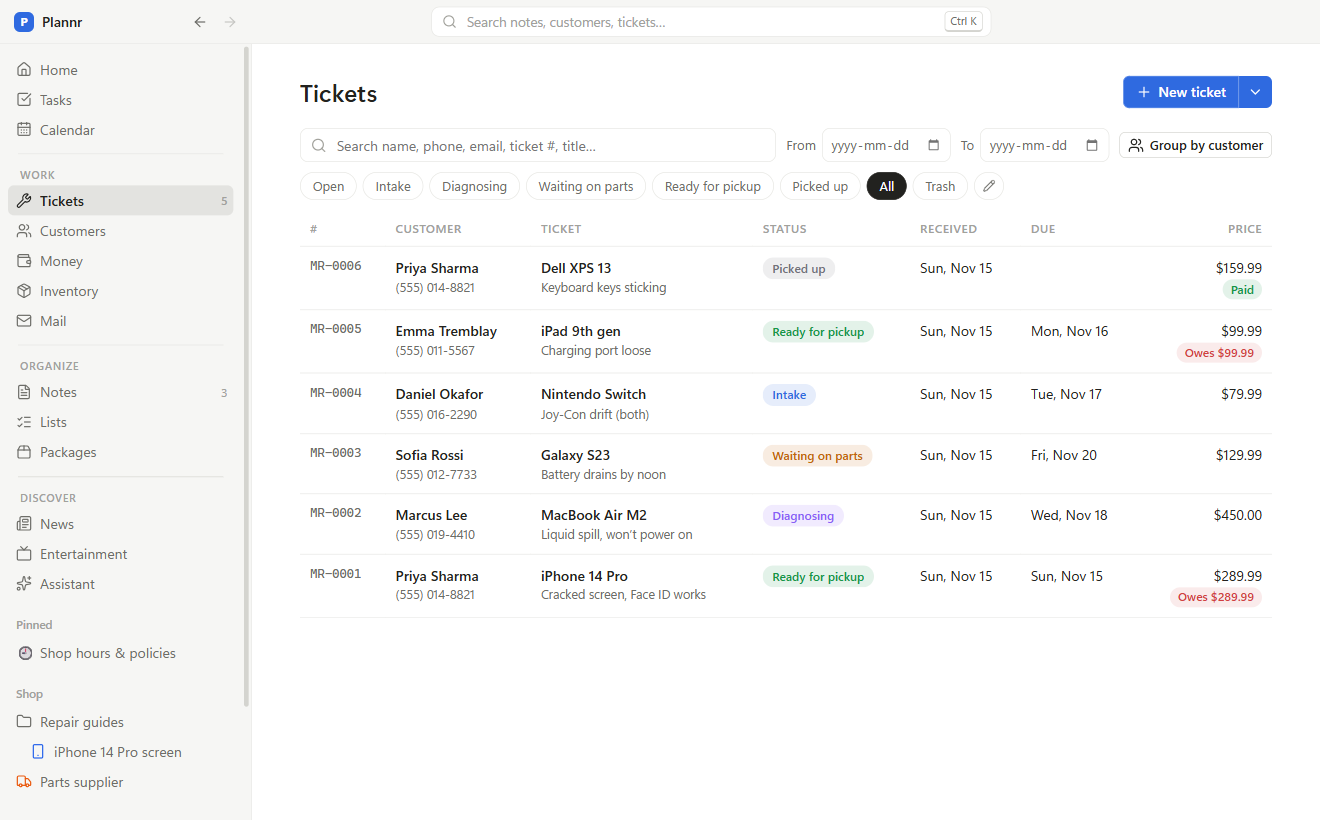 P Plannr
Search notes, customers, tickets... Ctrl K
Home
Tasks
Calendar
WORK
Tickets 5
Customers
Money
Inventory
Mail
ORGANIZE
Notes 3
Lists
Packages
DISCOVER
News
Entertainment
Assistant
Pinned
Shop hours & policies
Shop
Repair guides
iPhone 14 Pro screen
Parts supplier
Tickets
New ticket
Search name, phone, email, ticket #, title... From yyyy-mm-dd To yyyy-mm-dd Group by customer
Open Intake Diagnosing Waiting on parts Ready for pickup Picked up All Trash
# CUSTOMER TICKET STATUS RECEIVED DUE PRICE
MR-0006 Priya Sharma Dell XPS 13 Picked up Sun, Nov 15 $159.99
(555) 014-8821 Keyboard keys sticking Paid
MR-0005 Emma Tremblay iPad 9th gen Ready for pickup Sun, Nov 15 Mon, Nov 16 $99.99
(555) 011-5567 Charging port loose Owes $99.99
MR-0004 Daniel Okafor Nintendo Switch Intake Sun, Nov 15 Tue, Nov 17 $79.99
(555) 016-2290 Joy-Con drift (both)
MR-0003 Sofia Rossi Galaxy S23 Waiting on parts Sun, Nov 15 Fri, Nov 20 $129.99
(555) 012-7733 Battery drains by noon
MR-0002 Marcus Lee MacBook Air M2 Diagnosing Sun, Nov 15 Wed, Nov 18 $450.00
(555) 019-4410 Liquid spill, won't power on
MR-0001 Priya Sharma iPhone 14 Pro Ready for pickup Sun, Nov 15 Sun, Nov 15 $289.99
(555) 014-8821 Cracked screen, Face ID works Owes $289.99